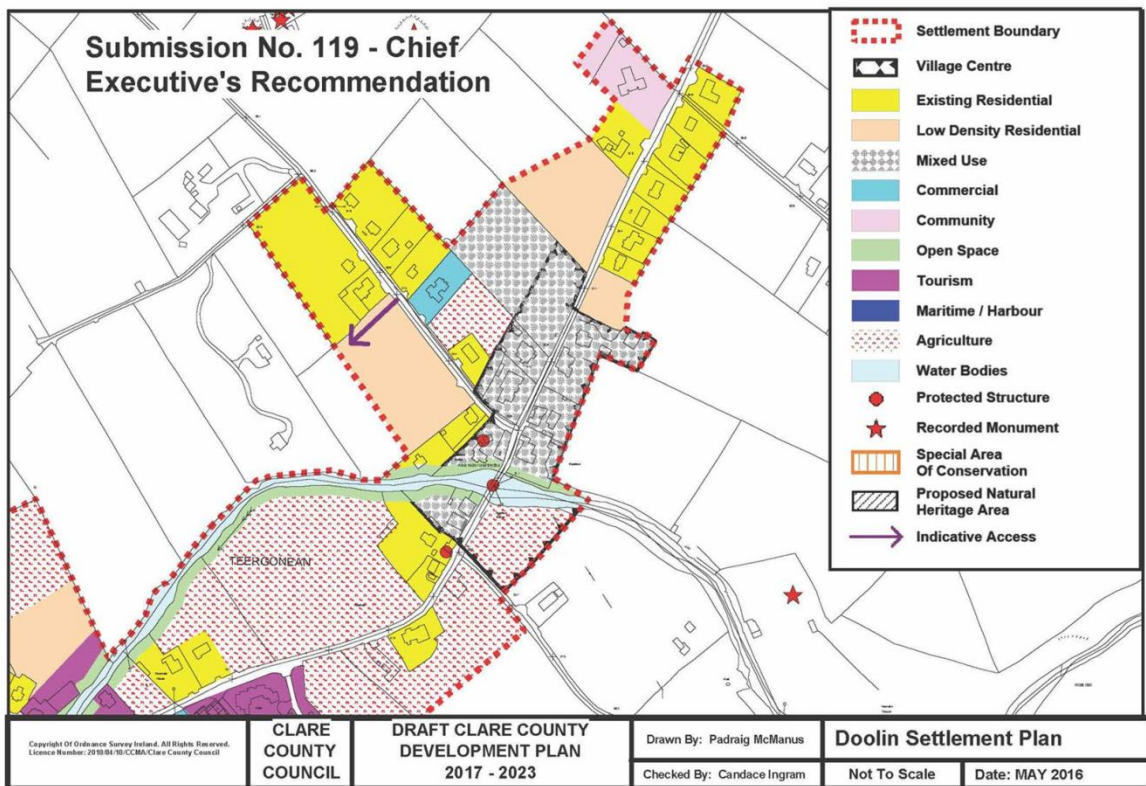 Submission No. 119 - Chief
Executive's Recommendation
Settlement Boundary
Village Centre
Existing Residential
Low Density Residential
Mixed Use
Commercial
Community
Open Space
Tourism
Maritime / Harbour
Agriculture
Water Bodies
Protected Structure
Recorded Monument
Special Area
Of Conservation
Proposed Natural
Heritage Area
Indicative Access
TEERGONEAN
Copyright Of Ordnance Survey Ireland. All Rights Reserved.
Licence Number: 2010/04/10/CCMA/Clare County Council
CLARE
COUNTY
COUNCIL
DRAFT CLARE COUNTY
DEVELOPMENT PLAN
2017 - 2023
Drawn By: Padraig McManus
Checked By: Candace Ingram
Doolin Settlement Plan
Not To Scale
Date: MAY 2016